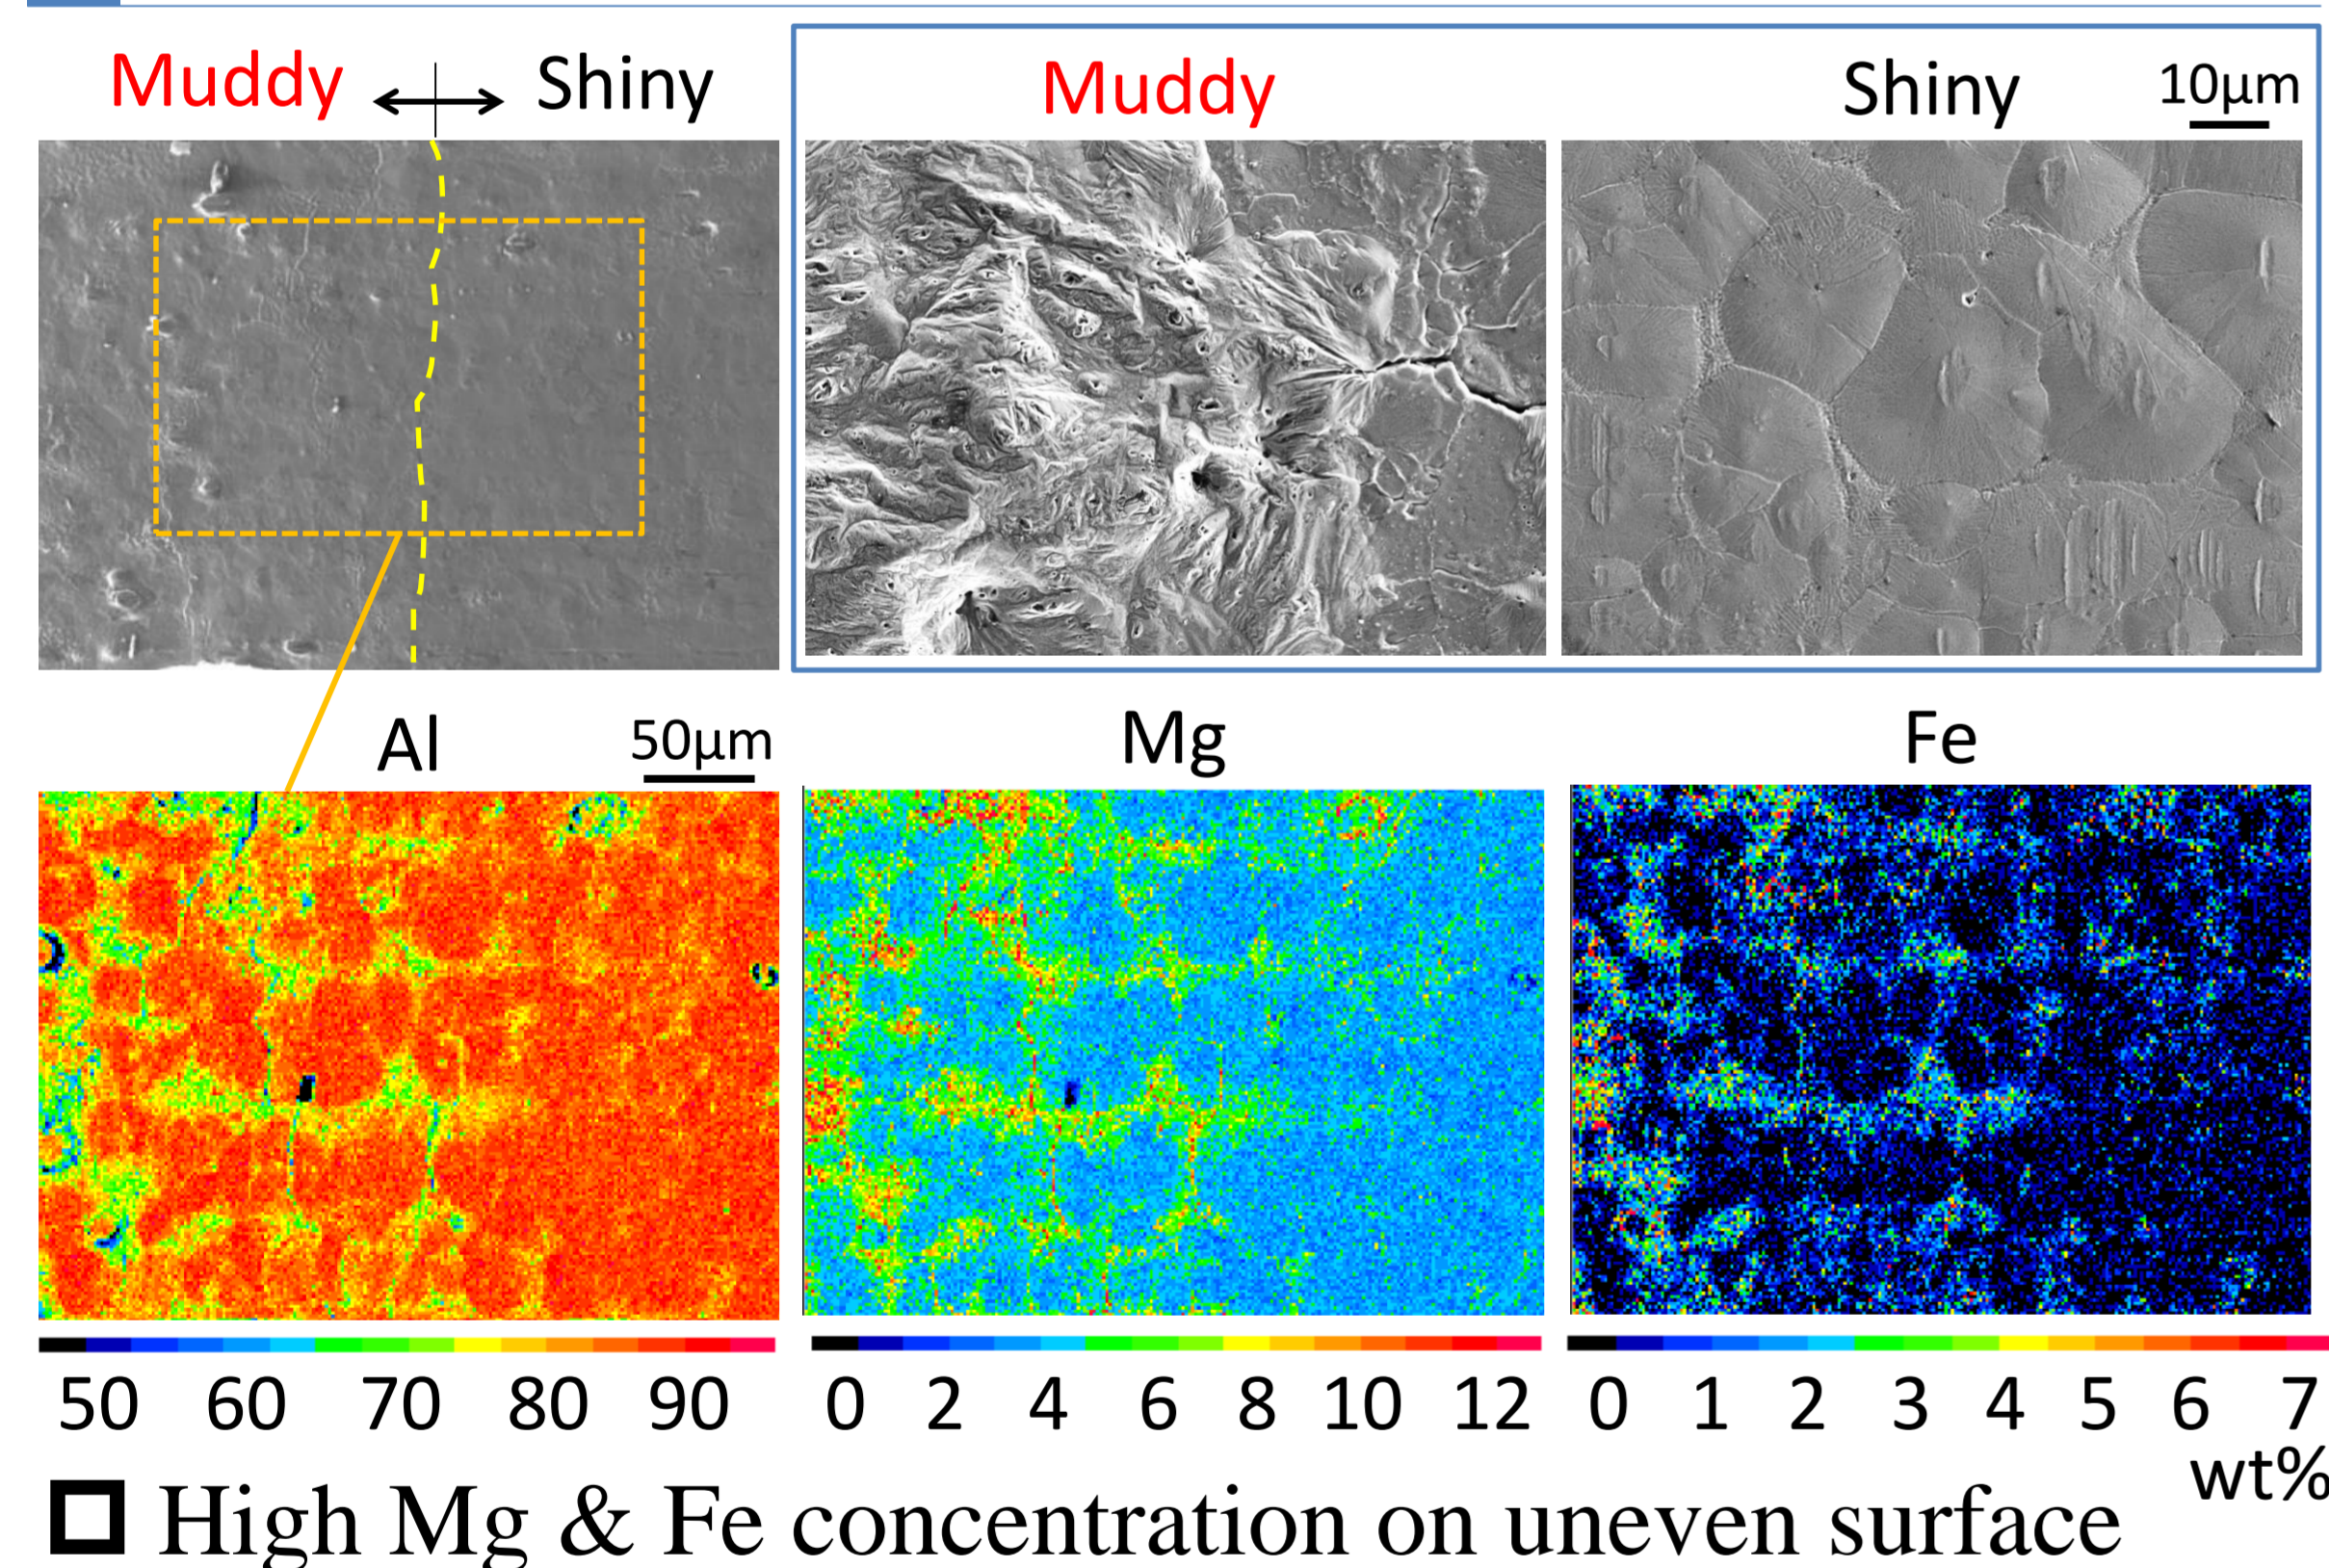 Muddy Shiny
Muddy Shiny 10μm
Al 50μm Mg Fe
50 60 70 80 90
0 2 4 6 8 10 12
0 1 2 3 4 5 6 7
wt%
High Mg & Fe concentration on uneven surface